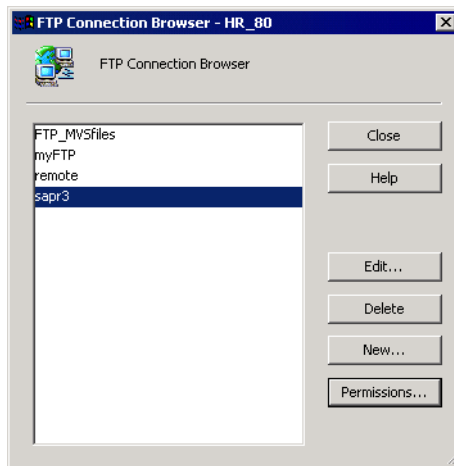 FTP Connection Browser - HR_80
FTP Connection Browser
FTP_MVSfiles
myFTP
remote
sapr3
Close
Help
Edit...
Delete
New...
Permissions...